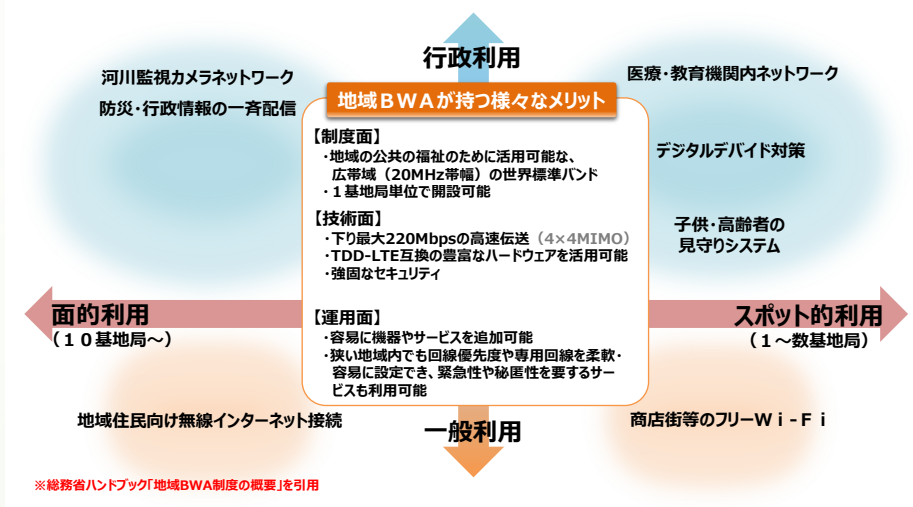 行政利用
河川監視カメラネットワーク
防災・行政情報の一斉配信
医療・教育機関内ネットワーク
デジタルデバイド対策
子供・高齢者の
見守りシステム
地域BWAが持つ様々なメリット
【制度面】
・地域の公共の福祉のために活用可能な、
広帯域（20MHz帯幅）の世界標準バンド
・１基地局単位で開設可能
【技術面】
・下り最大220Mbpsの高速伝送（4×4MIMO）
・TDD-LTE互換の豊富なハードウェアを活用可能
・強固なセキュリティ
【運用面】
・容易に機器やサービスを追加可能
・狭い地域内でも回線優先度や専用回線を柔軟・
容易に設定でき、緊急性や秘匿性を要するサー
ビスも利用可能
面的利用
（１０基地局～）
スポット的利用
（１～数基地局）
地域住民向け無線インターネット接続
一般利用
商店街等のフリーＷｉ-Ｆｉ
※総務省ハンドブック「地域BWA制度の概要」を引用